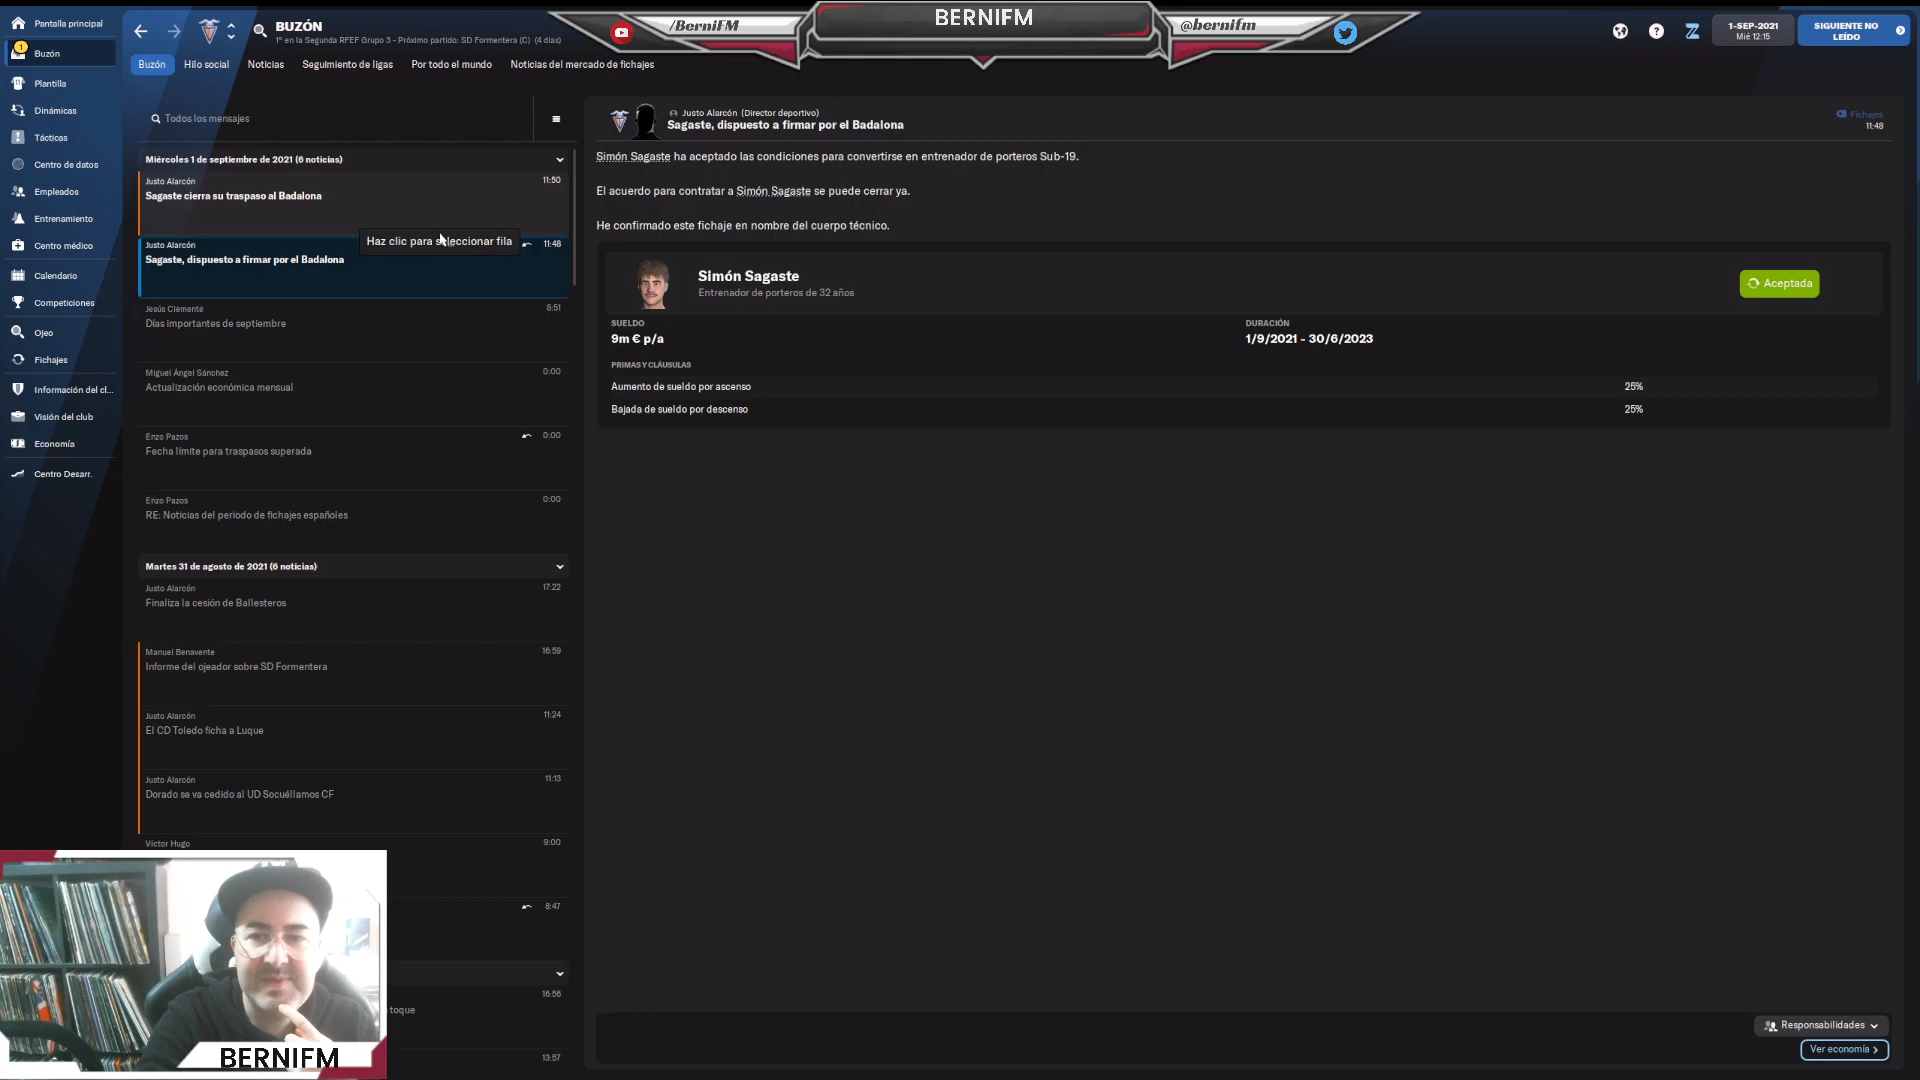 Pantalla principal
Buzón
1
Plantilla
Dinámicas
Tácticas
Centro de datos
Empleados
Entrenamiento
Centro médico
Calendario
Competiciones
Ojeo
Fichajes
Información del cl...
Visión del club
Economía
Centro Desarr.
BUZÓN
1º en la Segunda RFEF Grupo 3 - Próximo partido: SD Formentera (C) (4 días)
/BerniFM
BERNIFM
@bernifm
1-SEP-2021
Mié 12:15
SIGUIENTE NO
LEÍDO
Buzón
Hilo social
Noticias
Seguimiento de ligas
Por todo el mundo
Noticias del mercado de fichajes
Todos los mensajes
Miércoles 1 de septiembre de 2021 (6 noticias)
Justo Alarcón
11:50
Sagaste cierra su traspaso al Badalona
Haz clic para seleccionar fila
Justo Alarcón
11:48
Sagaste, dispuesto a firmar por el Badalona
Jesús Clemente
8:51
Días importantes de septiembre
Miguel Ángel Sánchez
0:00
Actualización económica mensual
Enzo Pazos
0:00
Fecha límite para traspasos superada
Enzo Pazos
0:00
RE: Noticias del periodo de fichajes españoles
Martes 31 de agosto de 2021 (6 noticias)
Justo Alarcón
17:22
Finaliza la cesión de Ballesteros
Manuel Benavente
16:59
Informe del ojeador sobre SD Formentera
Justo Alarcón
11:24
El CD Toledo ficha a Luque
Justo Alarcón
11:13
Dorado se va cedido al UD Socuéllamos CF
Víctor Hugo
9:00
8:47
16:56
toque
13:57
BERNIFM
Justo Alarcón (Director deportivo)
Sagaste, dispuesto a firmar por el Badalona
Fichajes
11:48
Simón Sagaste ha aceptado las condiciones para convertirse en entrenador de porteros Sub-19.
El acuerdo para contratar a Simón Sagaste se puede cerrar ya.
He confirmado este fichaje en nombre del cuerpo técnico.
Simón Sagaste
Entrenador de porteros de 32 años
Aceptada
SUELDO
9m € p/a
DURACIÓN
1/9/2021 - 30/6/2023
PRIMAS Y CLÁUSULAS
Aumento de sueldo por ascenso
25%
Bajada de sueldo por descenso
25%
Responsabilidades
Ver economía